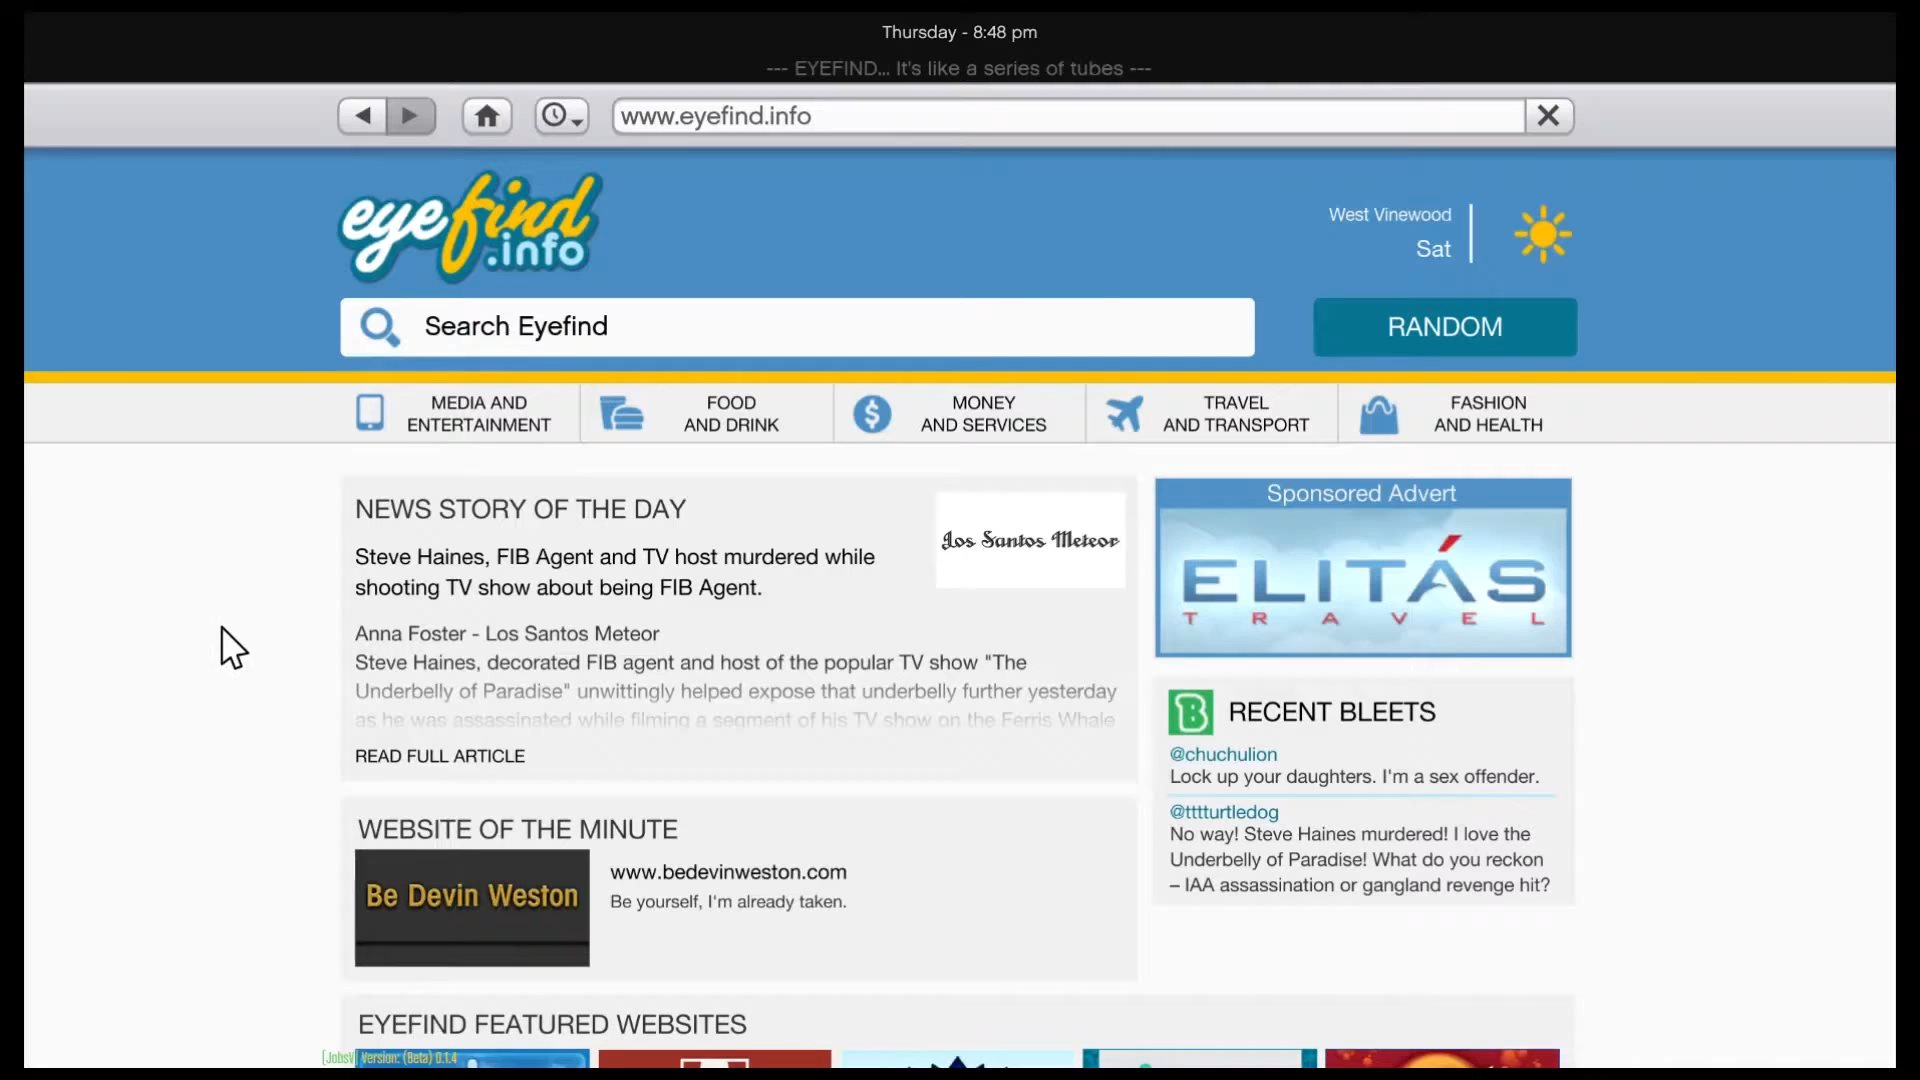 Thursday - 8:48 pm
--- EYEFIND... It's like a series of tubes ---
www.eyefind.info
eyefind
.info
West Vinewood
Sat
Search Eyefind
RANDOM
MEDIA AND
ENTERTAINMENT
FOOD
AND DRINK
MONEY
AND SERVICES
TRAVEL
AND TRANSPORT
FASHION
AND HEALTH
NEWS STORY OF THE DAY
Los Santos Meteor
Steve Haines, FIB Agent and TV host murdered while
shooting TV show about being FIB Agent.
Anna Foster - Los Santos Meteor
Steve Haines, decorated FIB agent and host of the popular TV show "The
Underbelly of Paradise" unwittingly helped expose that underbelly further yesterday
as he was assassinated while filming a segment of his TV show on the Ferris Whale
READ FULL ARTICLE
Sponsored Advert
ELITÁS
TRAVEL
B RECENT BLEETS
@chuchulion
Lock up your daughters. I'm a sex offender.
@tttturtledog
No way! Steve Haines murdered! I love the
Underbelly of Paradise! What do you reckon
– IAA assassination or gangland revenge hit?
WEBSITE OF THE MINUTE
Be Devin Weston
www.bedevinweston.com
Be yourself, I'm already taken.
EYEFIND FEATURED WEBSITES
[JobsV] Version: (Beta) 0.1.4